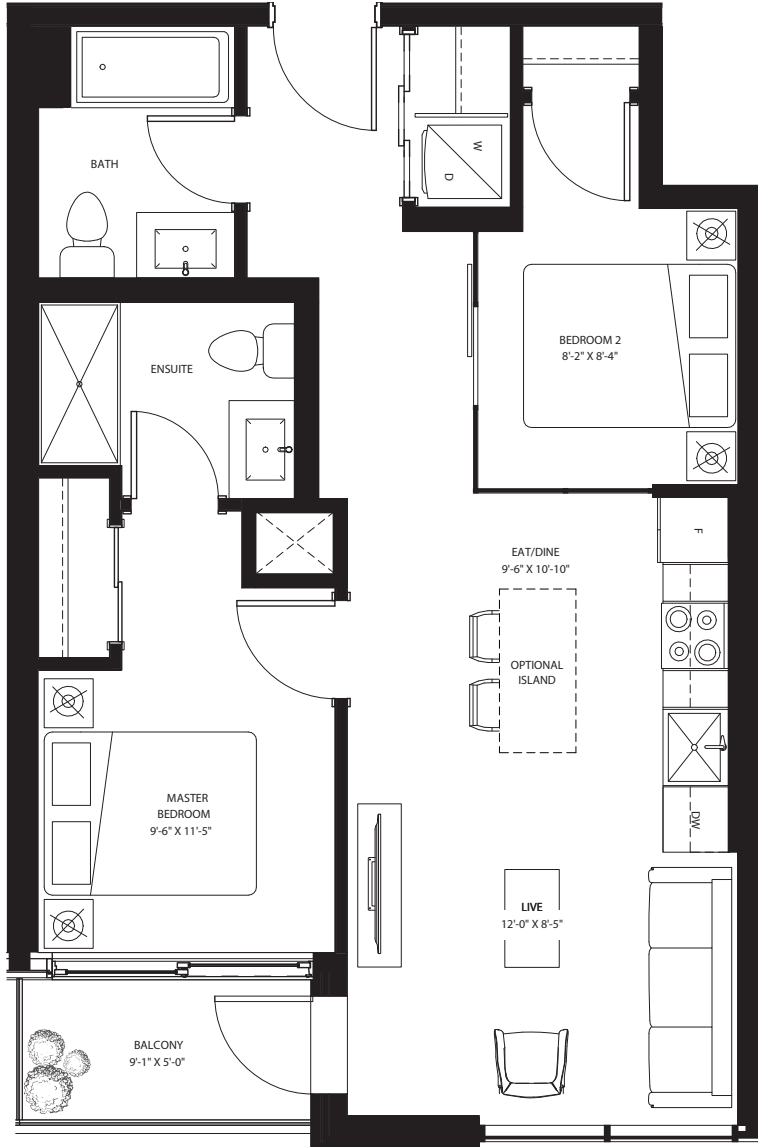 BATH
W
D
BEDROOM 2
8'-2" X 8'-4"
ENSUITE
EAT/DINE
9'-6" X 10'-10"
F
OPTIONAL
ISLAND
MASTER
BEDROOM
9'-6" X 11'-5"
DW
LIVE
12'-0" X 8'-5"
BALCONY
9'-1" X 5'-0"